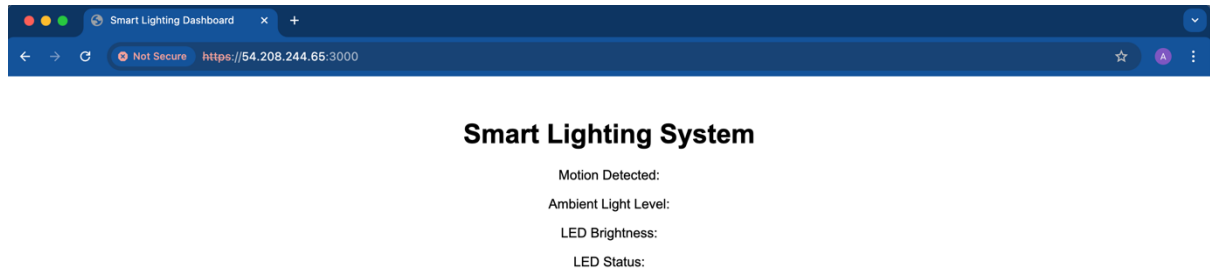 Smart Lighting Dashboard
Not Secure https://54.208.244.65:3000
A
Smart Lighting System
Motion Detected:
Ambient Light Level:
LED Brightness:
LED Status: